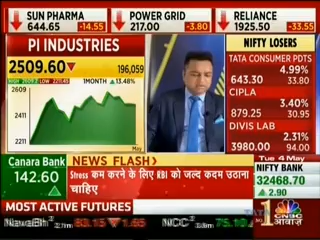 SUN PHARMA
644.65 -14.55
POWER GRID
217.00 -3.80
RELIANCE
1925.50 -33.55
PI INDUSTRIES
2509.60
196,059
1MONTH 13.48%
2609
2411
May
NIFTY LOSERS
TATA CONSUMER PDTS
4.99%
643.30 33.80
CIPLA
3.40%
879.25 30.95
DIVIS LAB
2.31%
3980.00 94.00
Canara Bank
142.60
NEWS FLASH
Stress कम करने के लिए RBI को जल्द कदम उठाना
चाहिए
Tue 4 May
NIFTY BANK
32468.70
2.90
MOST ACTIVE FUTURES
No 1
CNBC
आवाज़